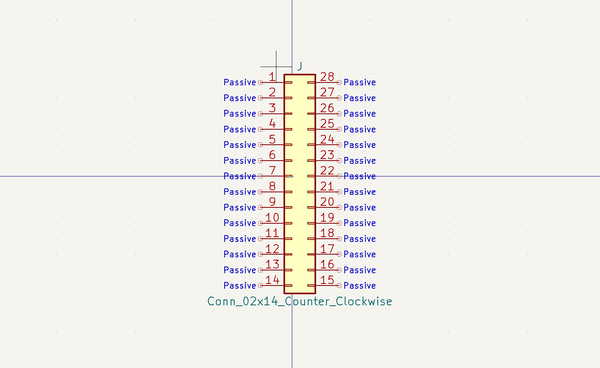 J
Passive 1 28 Passive
Passive 2 27 Passive
Passive 3 26 Passive
Passive 4 25 Passive
Passive 5 24 Passive
Passive 6 23 Passive
Passive 7 22 Passive
Passive 8 21 Passive
Passive 9 20 Passive
Passive 10 19 Passive
Passive 11 18 Passive
Passive 12 17 Passive
Passive 13 16 Passive
Passive 14 15 Passive
Conn_02x14_Counter_Clockwise